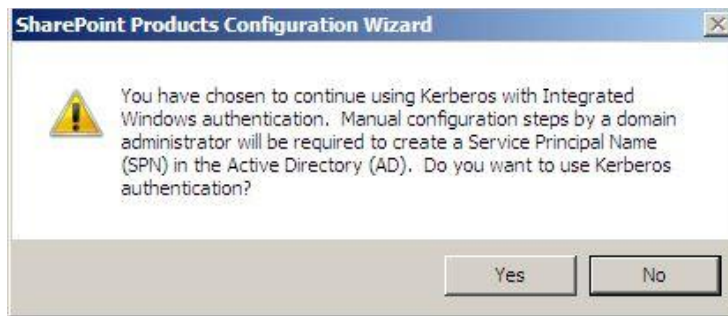 SharePoint Products Configuration Wizard
You have chosen to continue using Kerberos with Integrated
Windows authentication. Manual configuration steps by a domain
administrator will be required to create a Service Principal Name
(SPN) in the Active Directory (AD). Do you want to use Kerberos
authentication?
Yes No